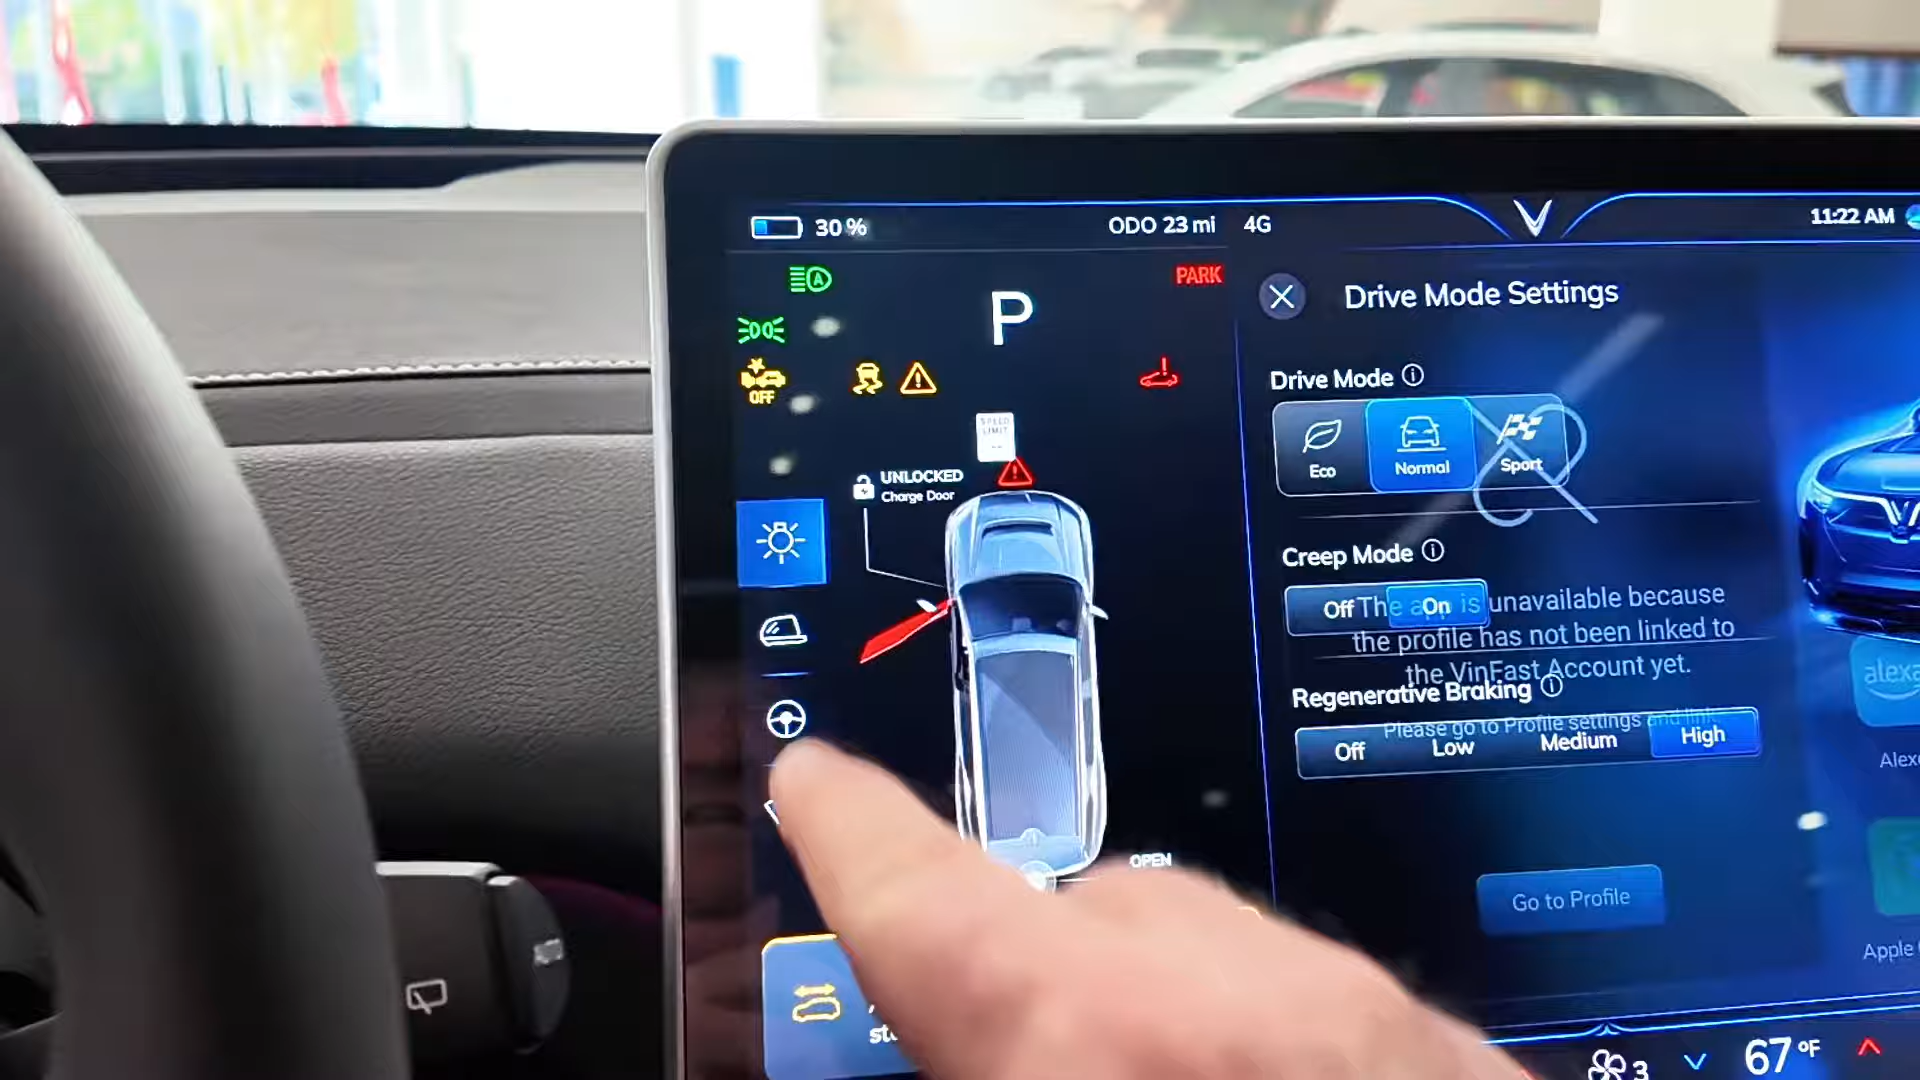 30 %
ODO 23 mi
4G
11:22 AM
A
PARK
P
OFF
SPEED
LIMIT
UNLOCKED
Charge Door
OPEN
Drive Mode Settings
Drive Mode
Eco
Normal
Sport
Creep Mode
Off
On
The app is unavailable because
the profile has not been linked to
the VinFast Account yet.
Regenerative Braking
Please go to Profile settings and link
Off
Low
Medium
High
Go to Profile
alexa
Apple
3
67 °F